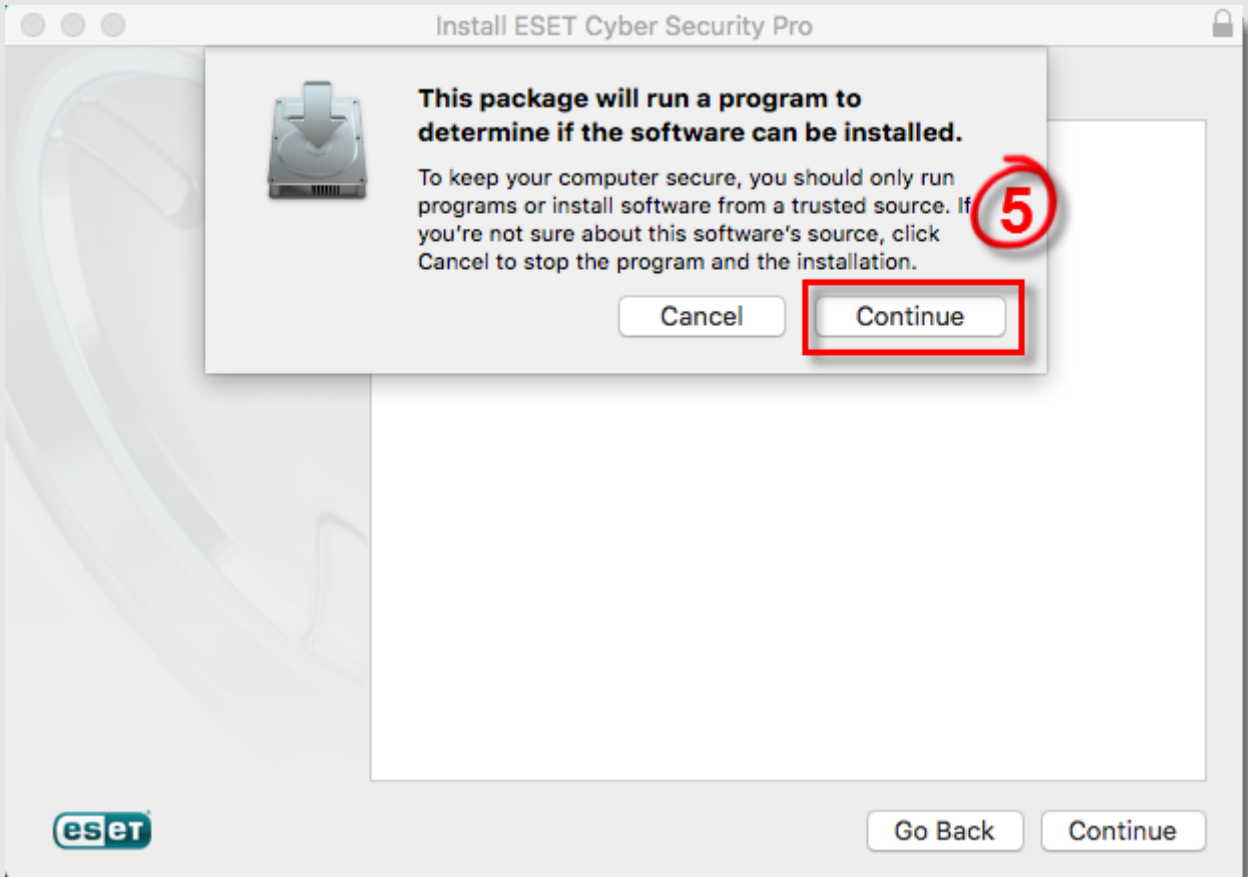 Install ESET Cyber Security Pro
This package will run a program to
determine if the software can be installed.
To keep your computer secure, you should only run
programs or install software from a trusted source. If
you're not sure about this software's source, click
Cancel to stop the program and the installation.
5
Cancel
Continue
eset
Go Back
Continue